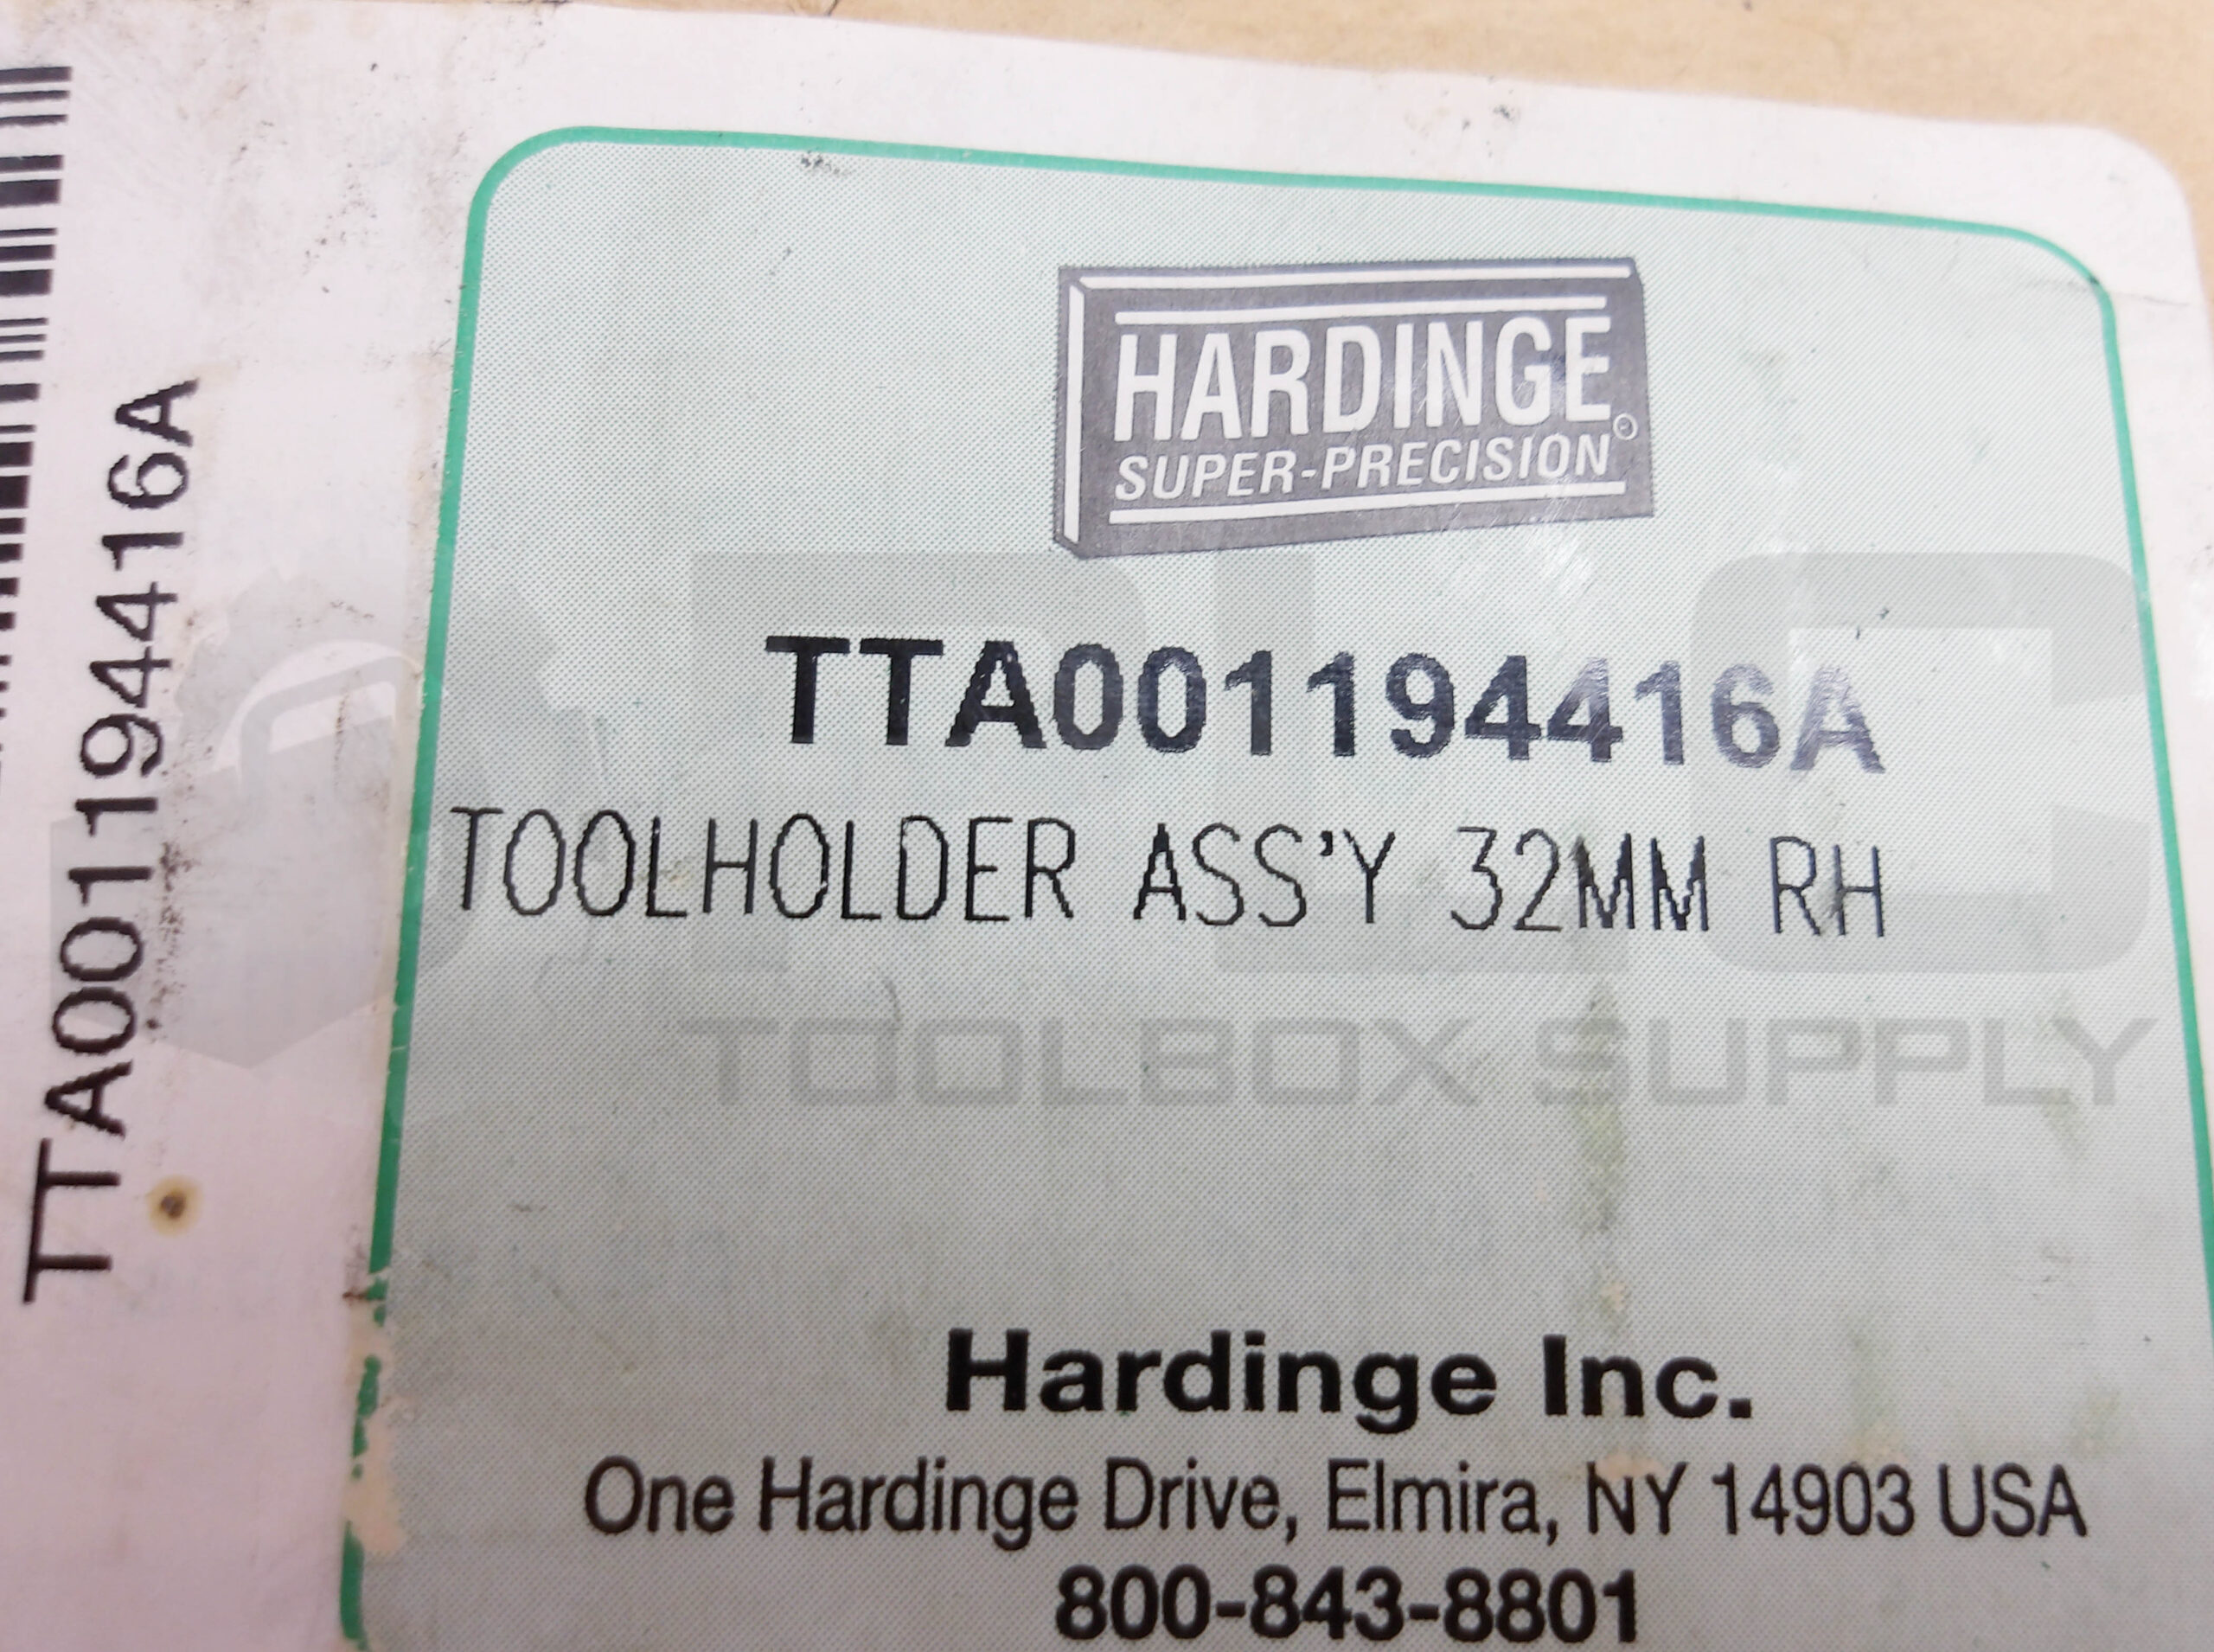 TTA001194416A
HARDINGE
SUPER-PRECISION®
TTA001194416A
TOOLHOLDER ASS'Y 32MM RH
PLC
TOOLBOX SUPPLY
Hardinge Inc.
One Hardinge Drive, Elmira, NY 14903 USA
800-843-8801